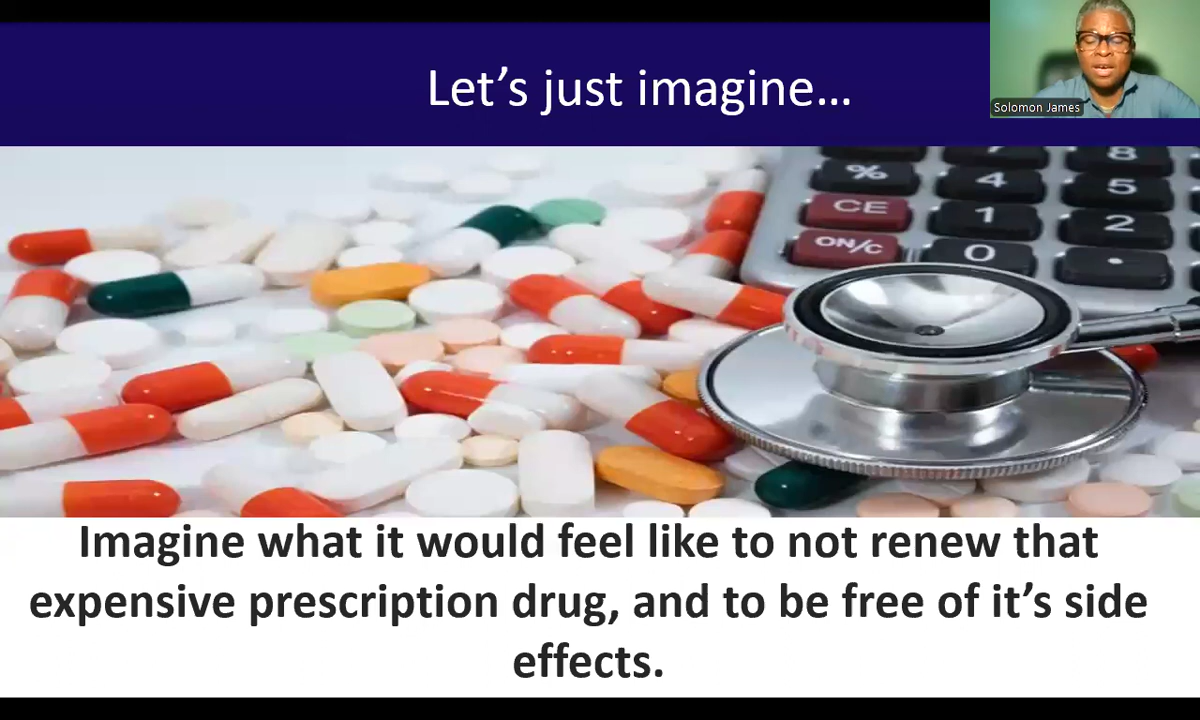 Let’s just imagine…
Solomon James
%
4
5
8
CE
1
2
ON/C
0
.
Imagine what it would feel like to not renew that
expensive prescription drug, and to be free of it’s side
effects.